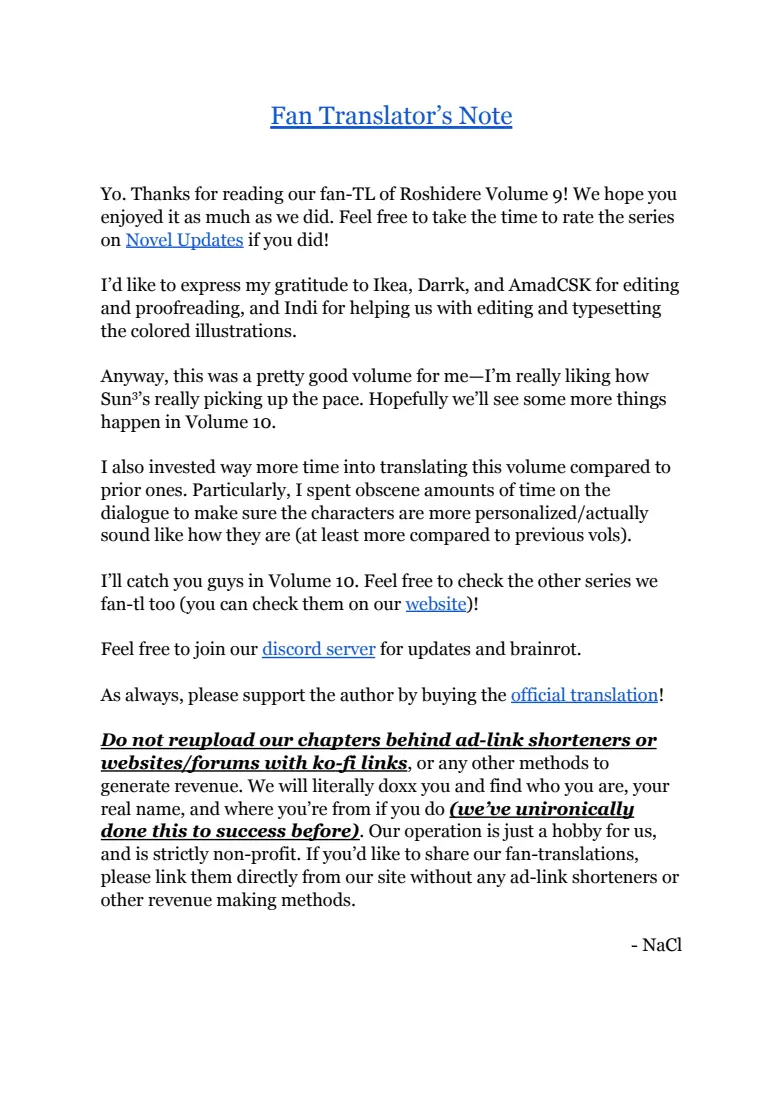 Fan Translator’s Note
Yo. Thanks for reading our fan-TL of Roshidere Volume 9! We hope you
enjoyed it as much as we did. Feel free to take the time to rate the series
on Novel Updates if you did!
I’d like to express my gratitude to Ikea, Darrk, and AmadCSK for editing
and proofreading, and Indi for helping us with editing and typesetting
the colored illustrations.
Anyway, this was a pretty good volume for me—I’m really liking how
Sun³’s really picking up the pace. Hopefully we’ll see some more things
happen in Volume 10.
I also invested way more time into translating this volume compared to
prior ones. Particularly, I spent obscene amounts of time on the
dialogue to make sure the characters are more personalized/actually
sound like how they are (at least more compared to previous vols).
I’ll catch you guys in Volume 10. Feel free to check the other series we
fan-tl too (you can check them on our website)!
Feel free to join our discord server for updates and brainrot.
As always, please support the author by buying the official translation!
Do not reupload our chapters behind ad-link shorteners or
websites/forums with ko-fi links, or any other methods to
generate revenue. We will literally doxx you and find who you are, your
real name, and where you’re from if you do (we’ve unironically
done this to success before). Our operation is just a hobby for us,
and is strictly non-profit. If you’d like to share our fan-translations,
please link them directly from our site without any ad-link shorteners or
other revenue making methods.
- NaCl